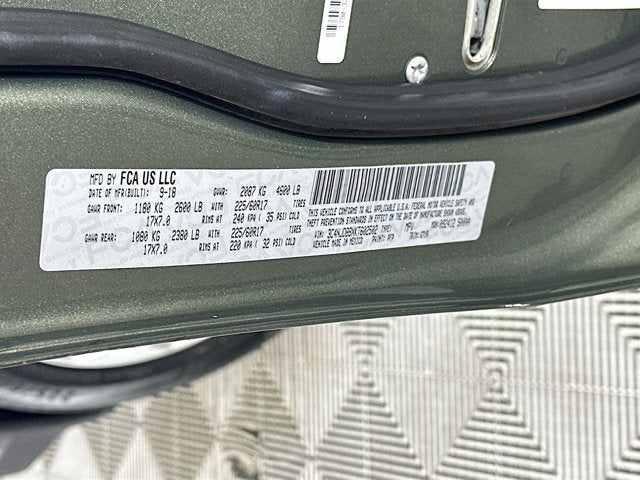 MFD BY FCA US LLC
DATE OF MFR(BUILT): 9-18 GVWR: 2087 KG 4600 LB
GAWR FRONT: 1180 KG 2600 LB WITH 225/60R17 TIRES
17X7.0 RIMS AT 240 KPA ( 35 PSI) COLD
GAWR REAR: 1080 KG 2380 LB WITH 225/60R17 TIRES
17X7.0 RIMS AT 220 KPA ( 32 PSI) COLD
THIS VEHICLE CONFORMS TO ALL APPLICABLE U.S.A. FEDERAL MOTOR VEHICLE SAFETY AND
THEFT PREVENTION STANDARDS IN EFFECT ON THE DATE OF MANUFACTURE SHOWN ABOVE.
VIN: TYPE: MPV
VEHICLE MADE IN MEXICO PAINT: PFR